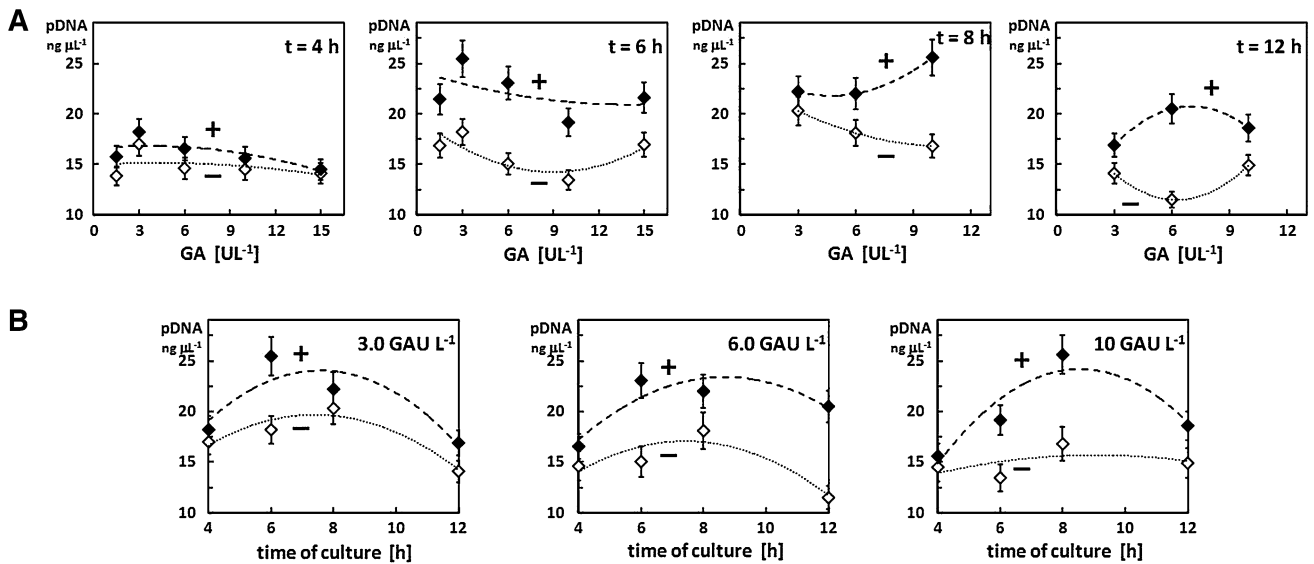 A
pDNA
ng µL⁻¹
t = 4 h
25
20
15
10
+
−
0 3 6 9 12 15
GA [UL⁻¹]
pDNA
ng µL⁻¹
t = 6 h
25
20
15
10
+
−
0 3 6 9 12 15
GA [UL⁻¹]
pDNA
ng µL⁻¹
t = 8 h
25
20
15
10
+
−
0 3 6 9 12
GA [UL⁻¹]
pDNA
ng µL⁻¹
t = 12 h
25
20
15
10
+
−
0 3 6 9 12
GA [UL⁻¹]
B
pDNA
ng µL⁻¹
3.0 GAU L⁻¹
25
20
15
10
+
−
4 6 8 10 12
time of culture [h]
pDNA
ng µL⁻¹
6.0 GAU L⁻¹
25
20
15
10
+
−
4 6 8 10 12
time of culture [h]
pDNA
ng µL⁻¹
10 GAU L⁻¹
25
20
15
10
+
−
4 6 8 10 12
time of culture [h]